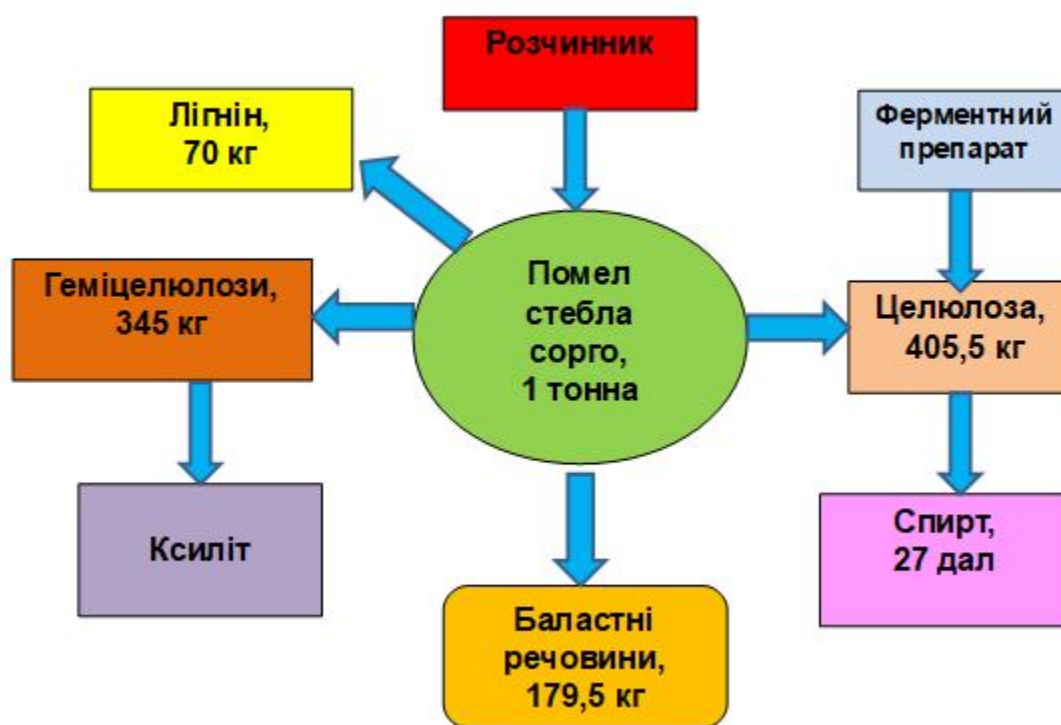 Розчинник
Лігнін,
70 кг
Ферментний
препарат
Помел
стебла
сорго,
1 тонна
Геміцелюлози,
345 кг
Целюлоза,
405,5 кг
Ксиліт
Спирт,
27 дал
Баластні
речовини,
179,5 кг